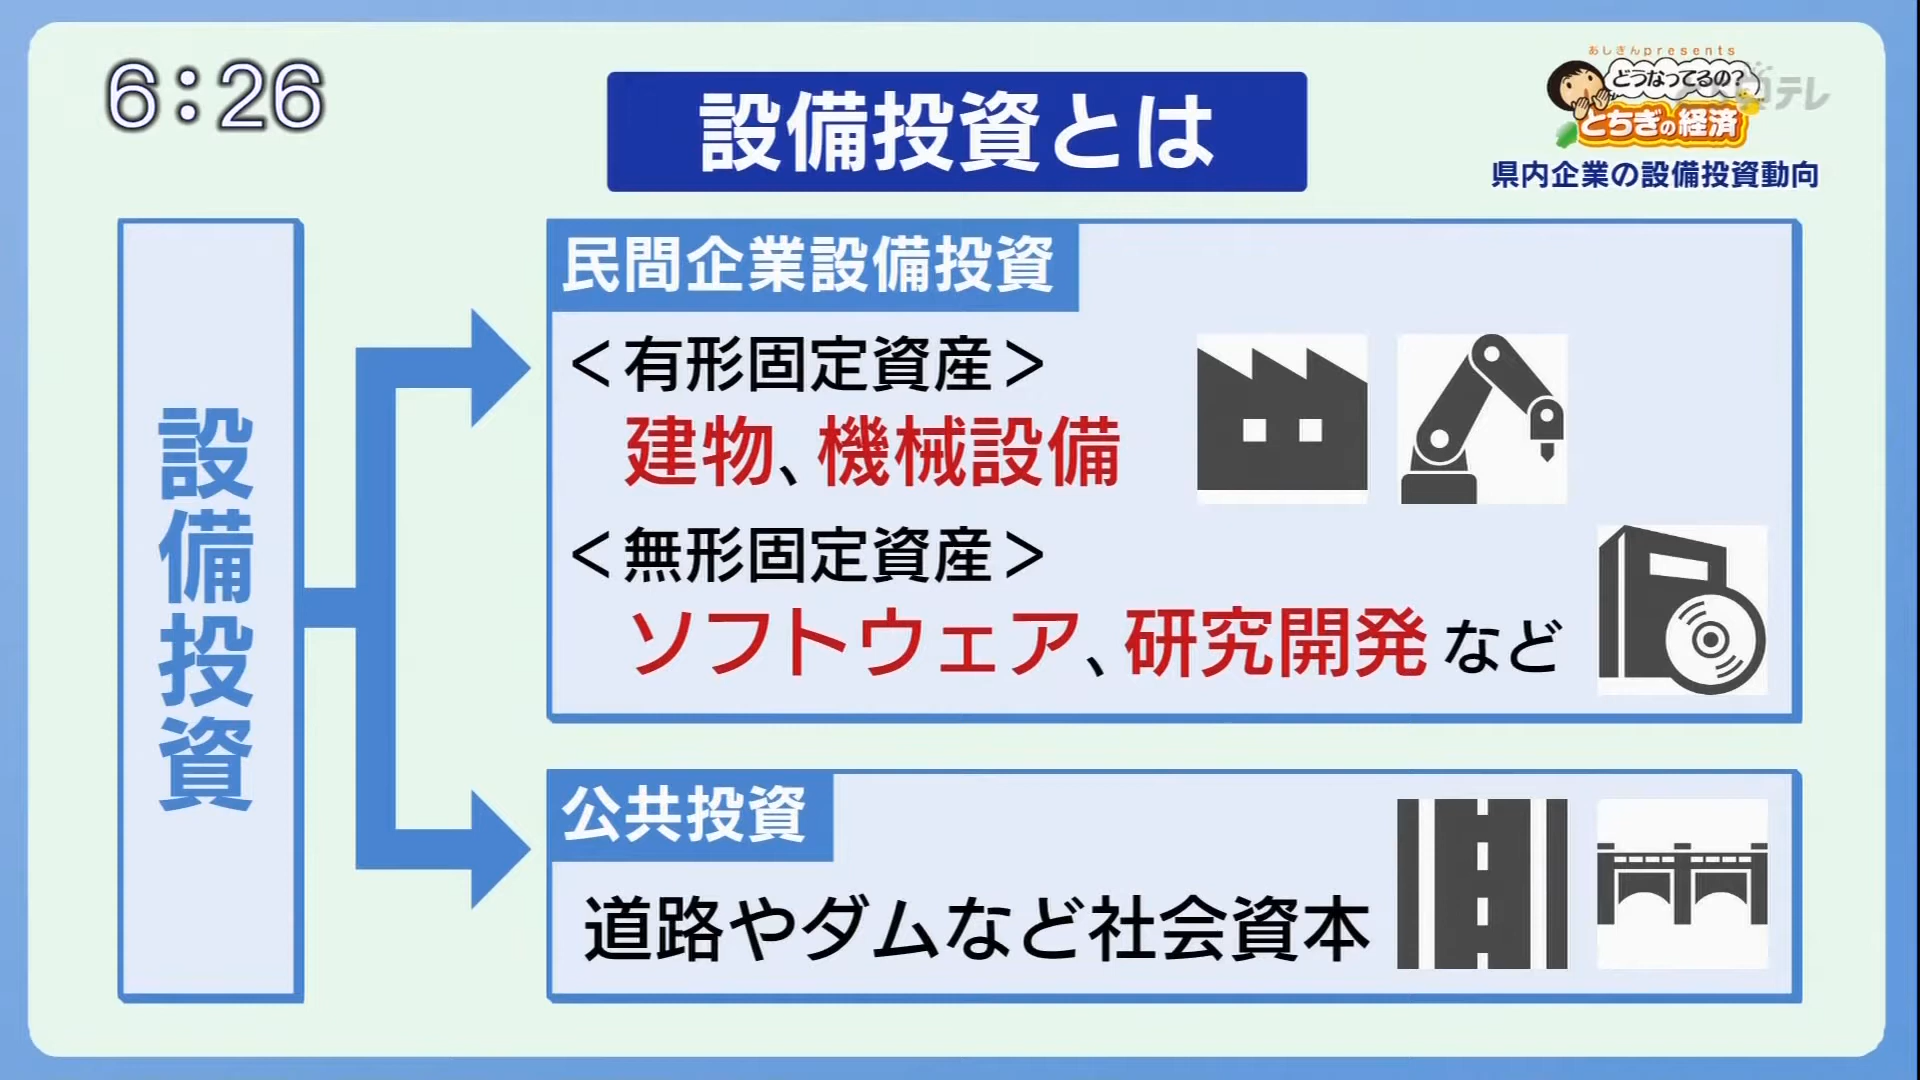 6:26
設備投資とは
あしぎんpresents
どうなってるの?
とちぎの経済
県内企業の設備投資動向
設備投資
民間企業設備投資
＜有形固定資産＞
建物、機械設備
＜無形固定資産＞
ソフトウェア、研究開発など
公共投資
道路やダムなど社会資本